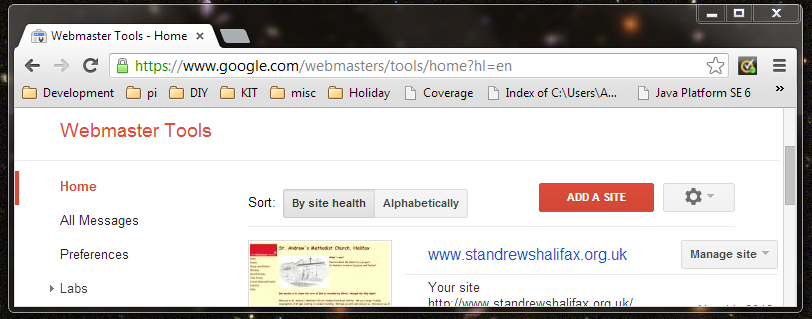 Webmaster Tools - Home
https://www.google.com/webmasters/tools/home?hl=en
Development pi DIY KIT misc Holiday Coverage Index of C:\Users\A... Java Platform SE 6 »
Webmaster Tools
Home
All Messages
Preferences
Labs
Sort: By site health Alphabetically
ADD A SITE
St. Andrew's Methodist Church, Halifax
www.standrewshalifax.org.uk
Manage site
Your site
http://www.standrewshalifax.org.uk/